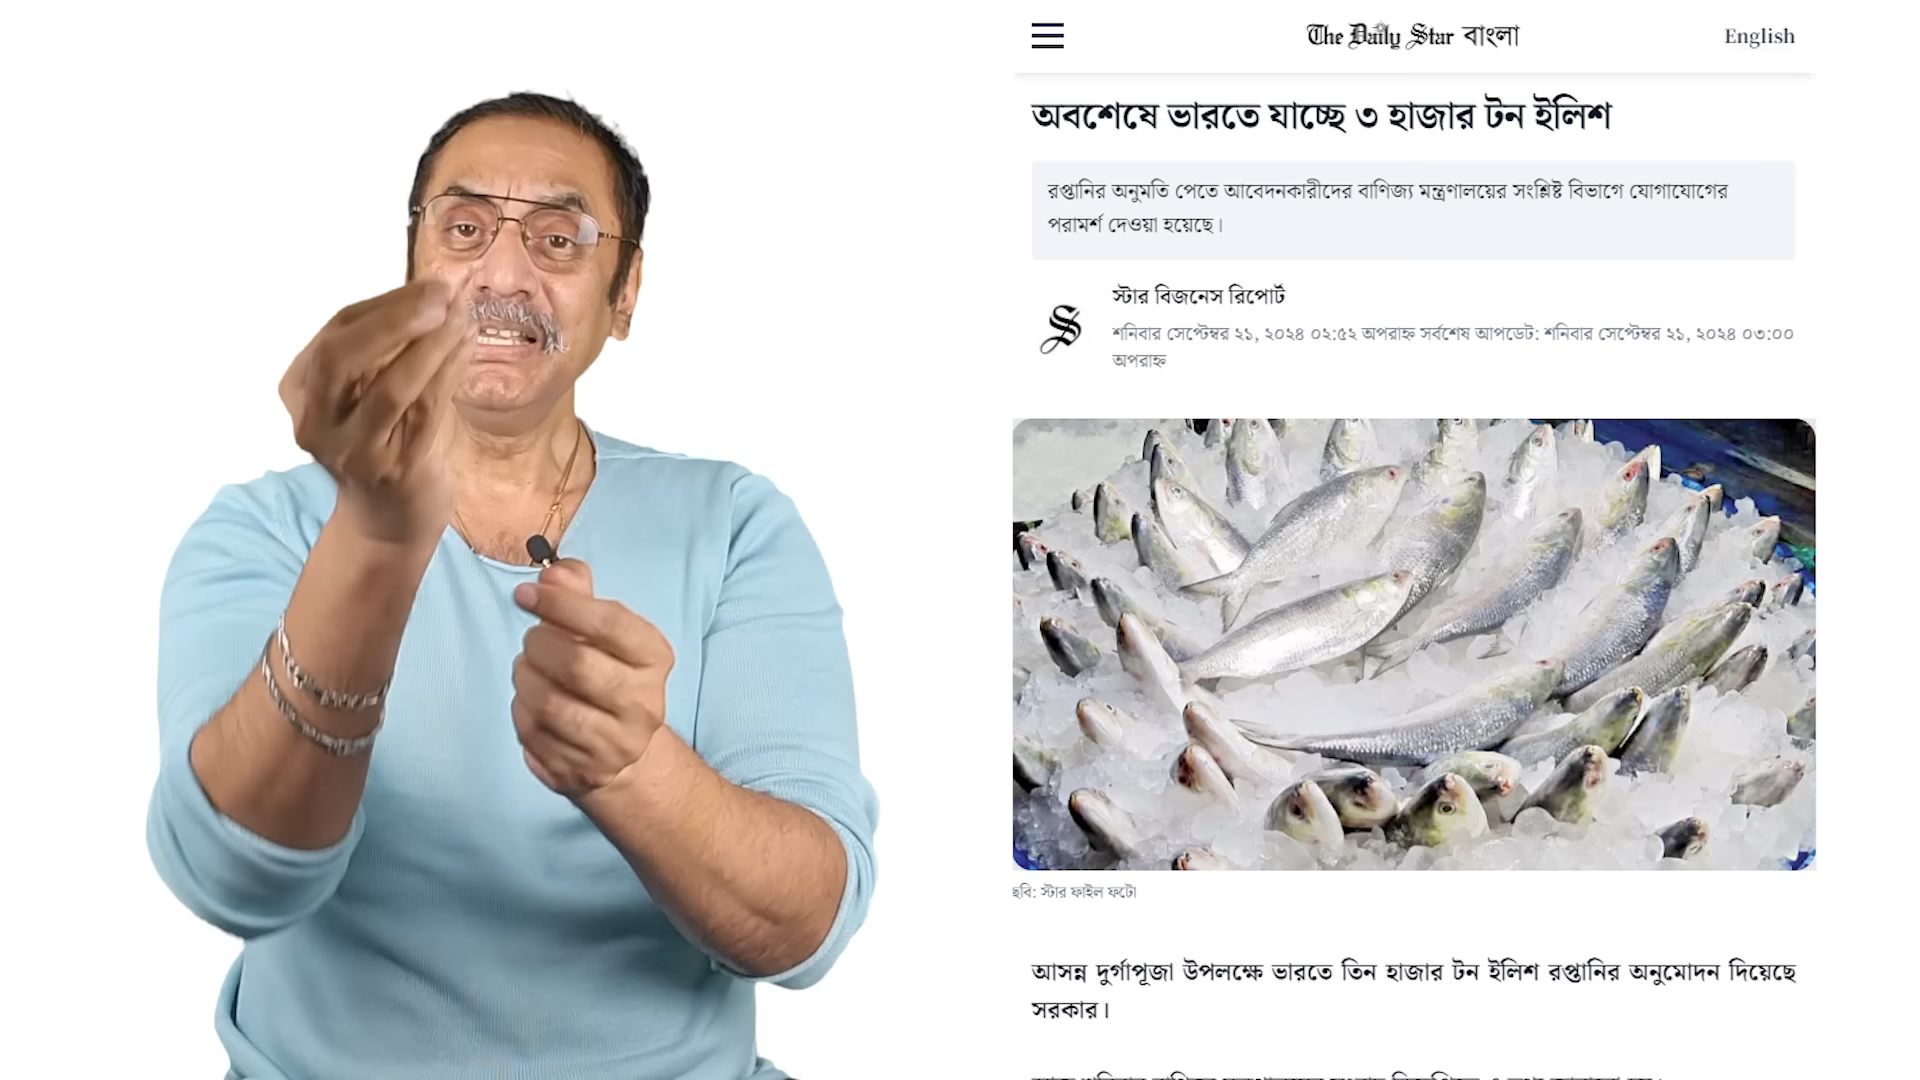 The Daily Star বাংলা
English
অবশেষে ভারতে যাচ্ছে ৩ হাজার টন ইলিশ
রপ্তানির অনুমতি পেতে আবেদনকারীদের বাণিজ্য মন্ত্রণালয়ের সংশ্লিষ্ট বিভাগে যোগাযোগের
পরামর্শ দেওয়া হয়েছে।
স্টার বিজনেস রিপোর্ট
শনিবার সেপ্টেম্বর ২১, ২০২৪ ০২:৫২ অপরাহ্ন সর্বশেষ আপডেট: শনিবার সেপ্টেম্বর ২১, ২০২৪ ০৩:০০
অপরাহ্ন
ছবি: স্টার ফাইল ফটো
আসন্ন দুর্গাপূজা উপলক্ষে ভারতে তিন হাজার টন ইলিশ রপ্তানির অনুমোদন দিয়েছে
সরকার।